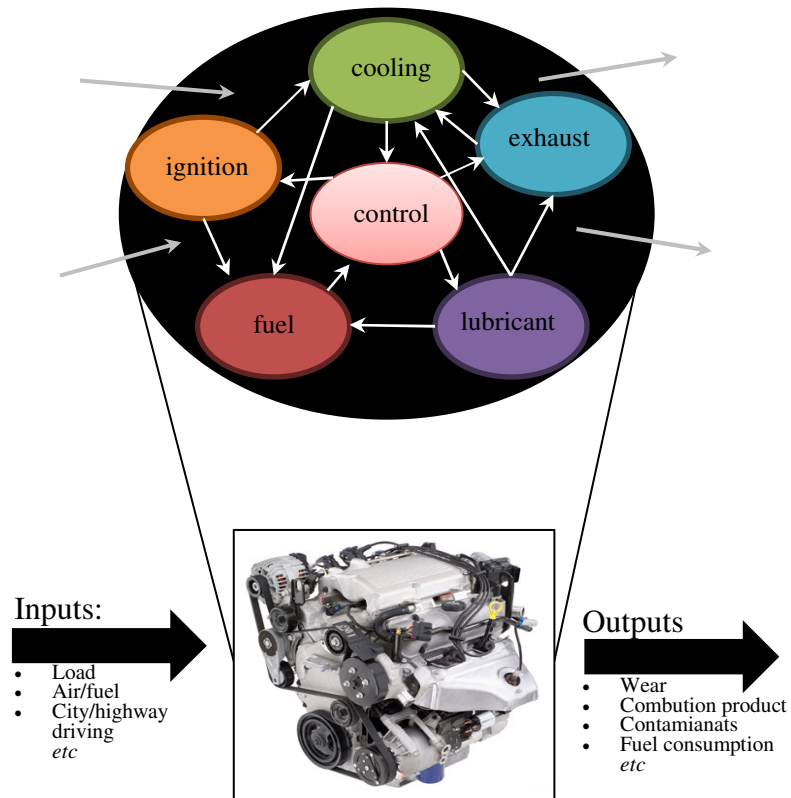 cooling
exhaust
ignition
control
fuel
lubricant
Inputs:
• Load
• Air/fuel
• City/highway
driving
etc
Outputs
• Wear
• Combution product
• Contamianats
• Fuel consumption
etc